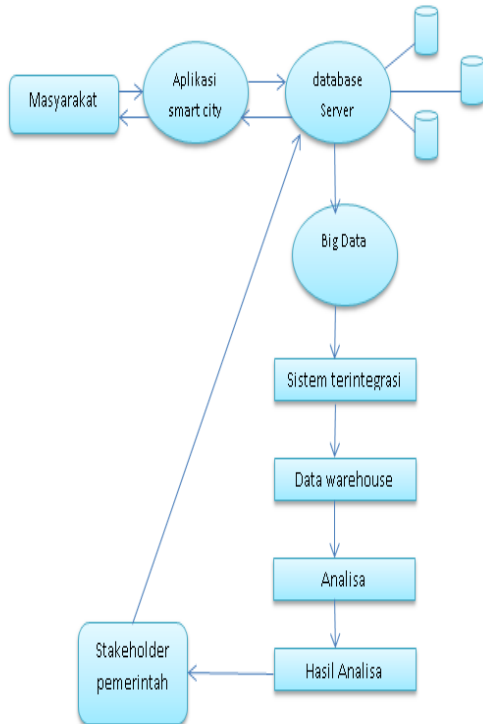 Masyarakat
Aplikasi
smart city
database
Server
Big Data
Sistem terintegrasi
Data warehouse
Analisa
Hasil Analisa
Stakeholder
pemerintah